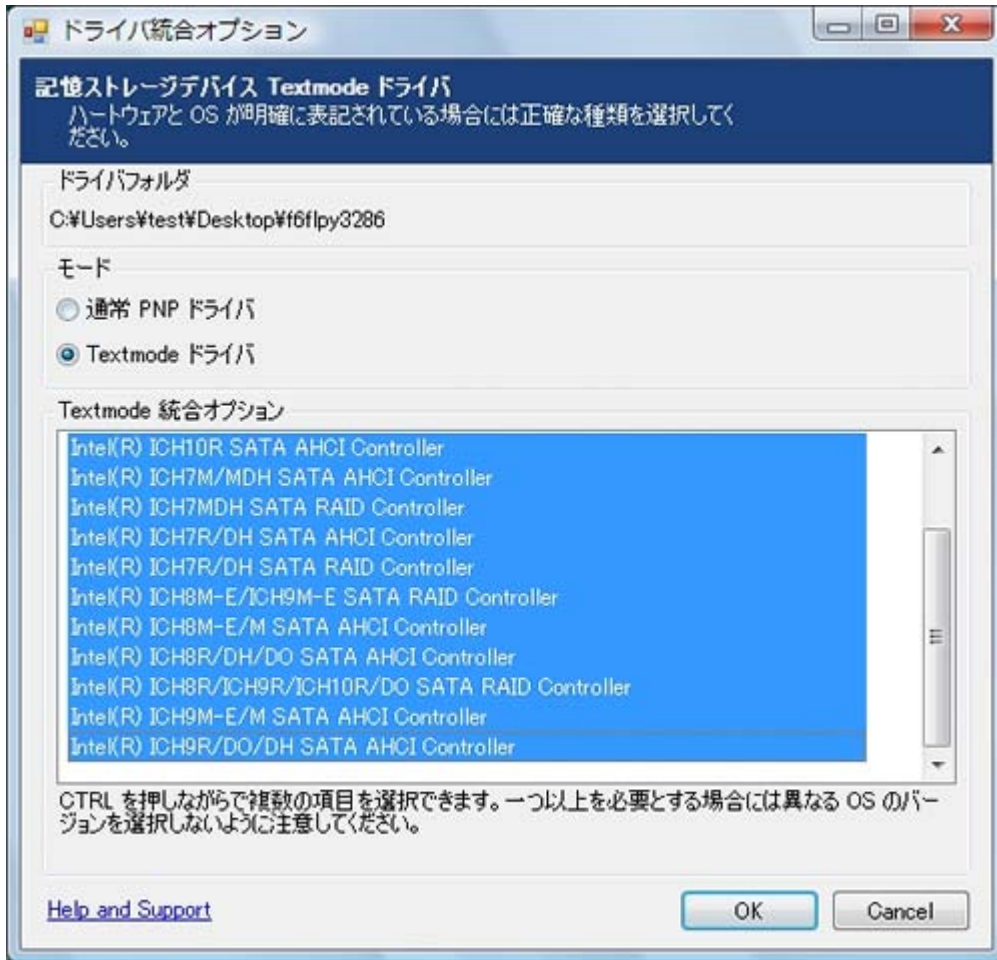 ドライバ統合オプション
記憶ストレージデバイス Textmode ドライバ
ハードウェアと OS が明確に表記されている場合には正確な種類を選択してく
ださい。
ドライバフォルダ
C:¥Users¥test¥Desktop¥f6flpy3286
モード
通常 PNP ドライバ
Textmode ドライバ
Textmode 統合オプション
Intel(R) ICH10R SATA AHCI Controller
Intel(R) ICH7M/MDH SATA AHCI Controller
Intel(R) ICH7MDH SATA RAID Controller
Intel(R) ICH7R/DH SATA AHCI Controller
Intel(R) ICH7R/DH SATA RAID Controller
Intel(R) ICH8M-E/ICH9M-E SATA RAID Controller
Intel(R) ICH8M-E/M SATA AHCI Controller
Intel(R) ICH8R/DH/DO SATA AHCI Controller
Intel(R) ICH8R/ICH9R/ICH10R/DO SATA RAID Controller
Intel(R) ICH9M-E/M SATA AHCI Controller
Intel(R) ICH9R/DO/DH SATA AHCI Controller
CTRL を押しながらで複数の項目を選択できます。一つ以上を必要とする場合には異なる OS のバー
ジョンを選択しないように注意してください。
Help and Support
OK
Cancel